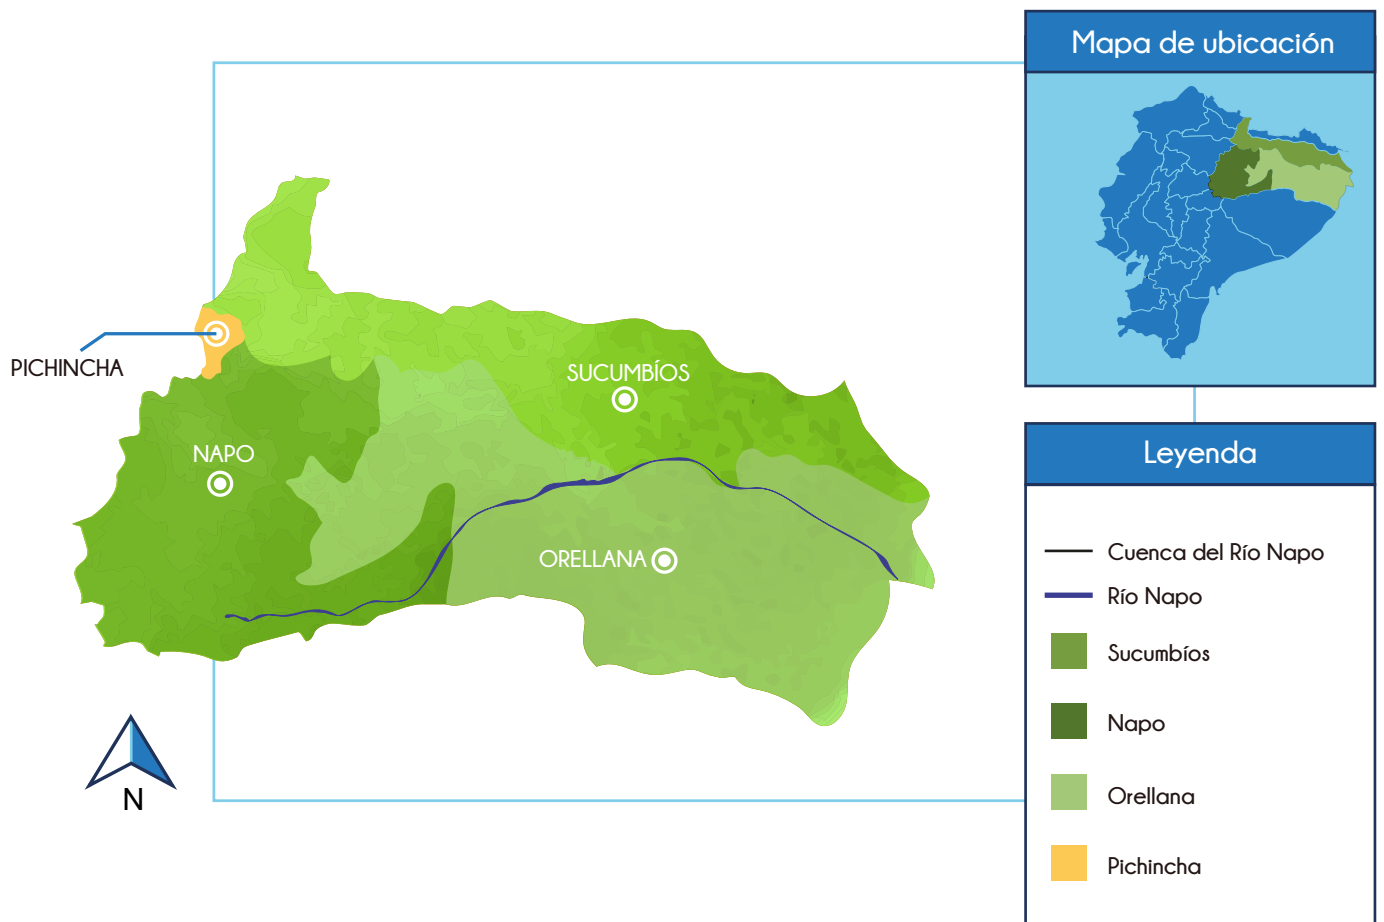 Mapa de ubicación
PICHINCHA
SUCUMBÍOS
NAPO
ORELLANA
N
Leyenda
Cuenca del Río Napo
Río Napo
Sucumbíos
Napo
Orellana
Pichincha